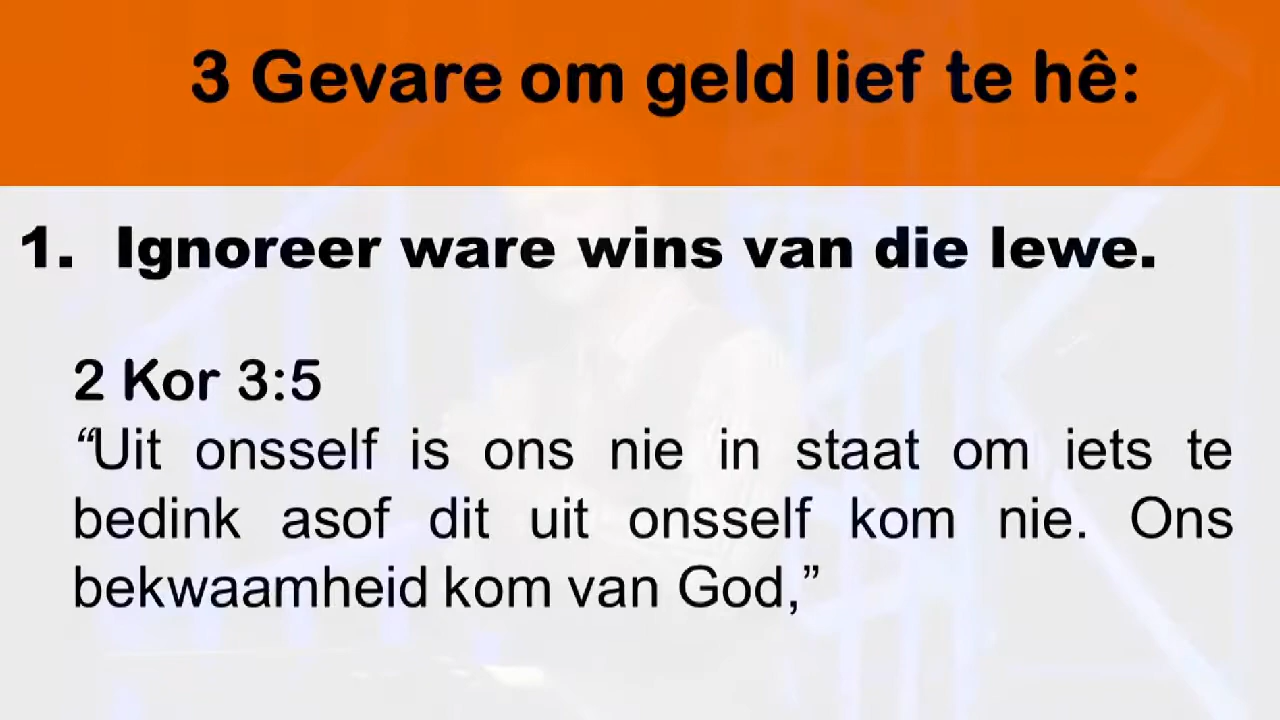 3 Gevare om geld lief te hê:
1. Ignoreer ware wins van die lewe.
2 Kor 3:5
“Uit onsself is ons nie in staat om iets te
bedink asof dit uit onsself kom nie. Ons
bekwaamheid kom van God,”